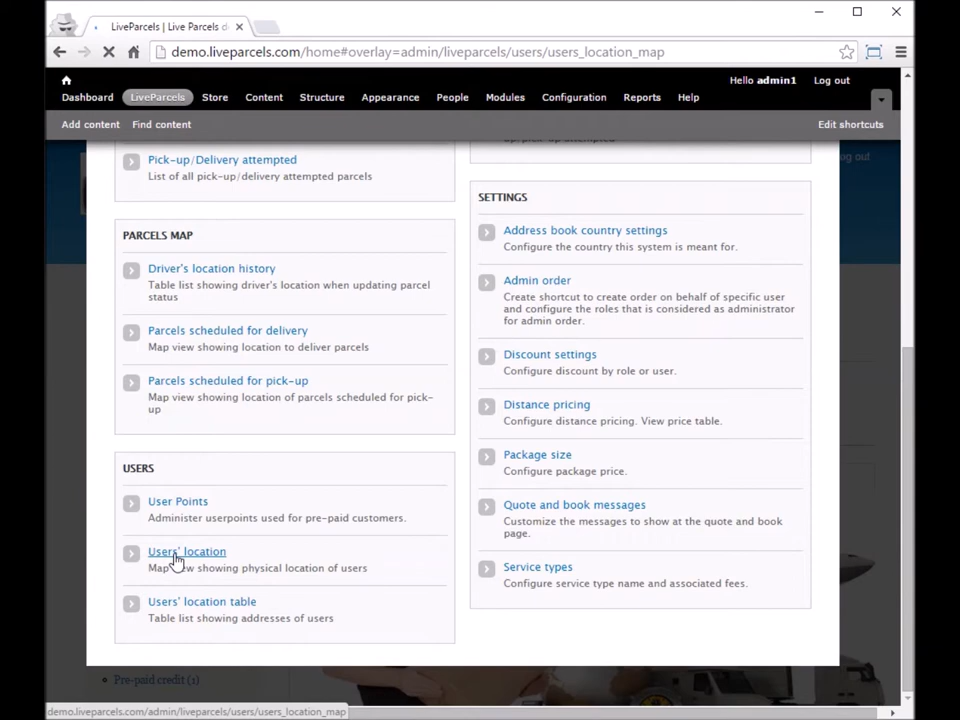 LiveParcels | Live Parcels de
demo.liveparcels.com/home#overlay=admin/liveparcels/users/users_location_map
Hello admin1 Log out
Dashboard LiveParcels Store Content Structure Appearance People Modules Configuration Reports Help
Add content Find content Edit shortcuts
Log out
Pick-up/Delivery attempted
List of all pick-up/delivery attempted parcels
PARCELS MAP
Driver's location history
Table list showing driver's location when updating parcel
status
Parcels scheduled for delivery
Map view showing location to deliver parcels
Parcels scheduled for pick-up
Map view showing location of parcels scheduled for pick-
up
USERS
User Points
Administer userpoints used for pre-paid customers.
Users' location
Map view showing physical location of users
Users' location table
Table list showing addresses of users
SETTINGS
Address book country settings
Configure the country this system is meant for.
Admin order
Create shortcut to create order on behalf of specific user
and configure the roles that is considered as administrator
for admin order.
Discount settings
Configure discount by role or user.
Distance pricing
Configure distance pricing. View price table.
Package size
Configure package price.
Quote and book messages
Customize the messages to show at the quote and book
page.
Service types
Configure service type name and associated fees.
Pre-paid credit (1)
demo.liveparcels.com/admin/liveparcels/users/users_location_map